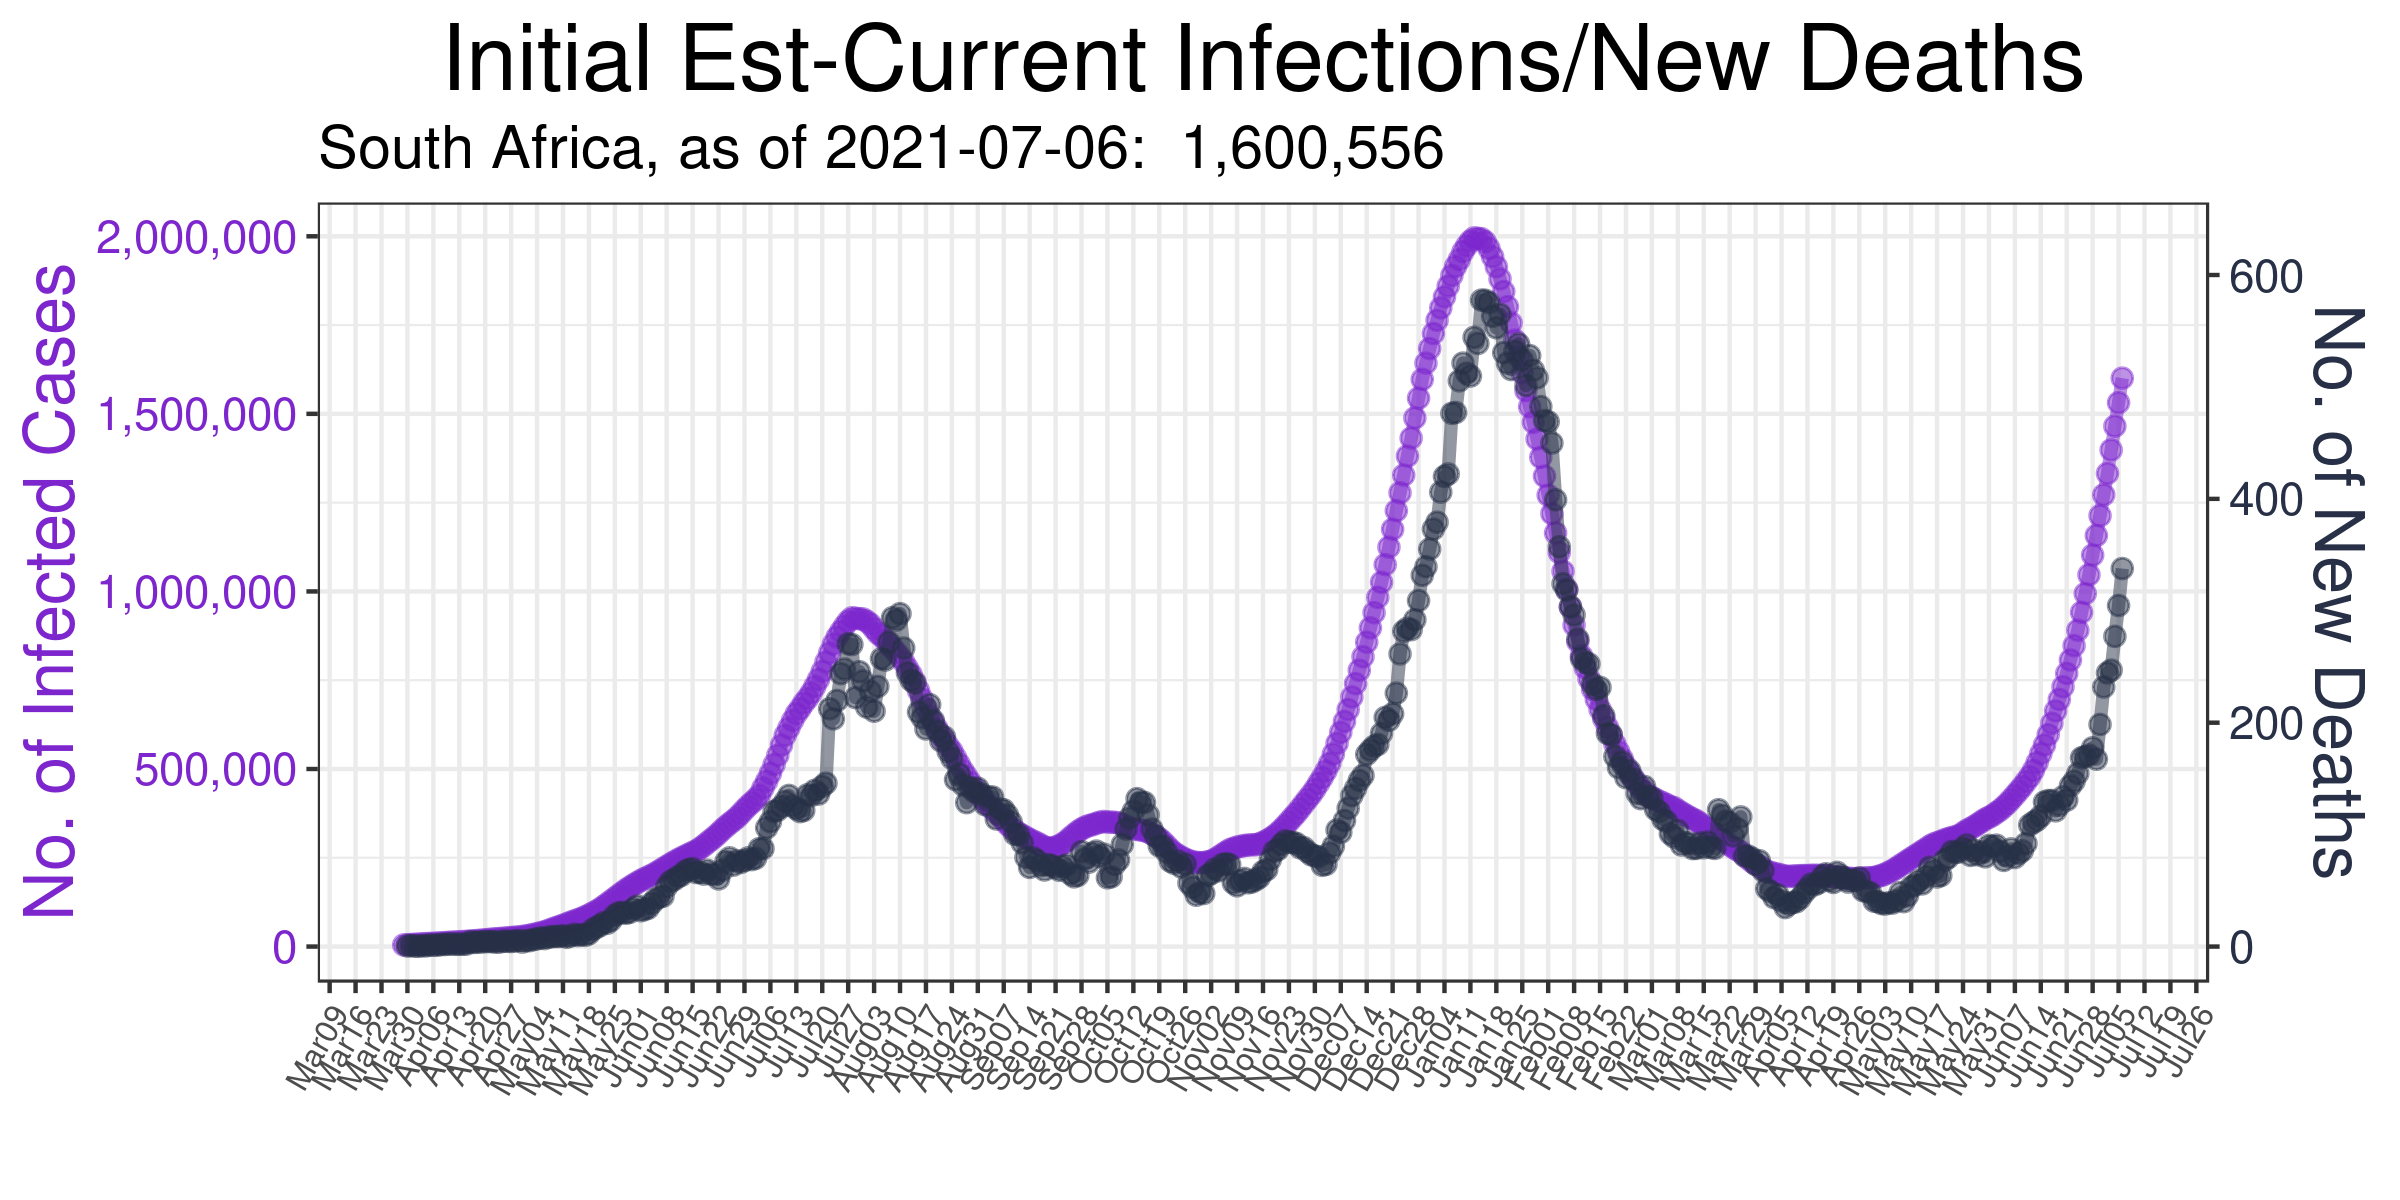 Initial Est-Current Infections/New Deaths
South Africa, as of 2021-07-06:  1,600,556
No. of Infected Cases
2,000,000
1,500,000
1,000,000
500,000
0
600
400
200
0
No. of New Deaths
Mar09
Mar16
Mar23
Mar30
Apr06
Apr13
Apr20
Apr27
May04
May11
May18
May25
Jun01
Jun08
Jun15
Jun22
Jun29
Jul06
Jul13
Jul20
Jul27
Aug03
Aug10
Aug17
Aug24
Aug31
Sep07
Sep14
Sep21
Sep28
Oct05
Oct12
Oct19
Oct26
Nov02
Nov09
Nov16
Nov23
Nov30
Dec07
Dec14
Dec21
Dec28
Jan04
Jan11
Jan18
Jan25
Feb01
Feb08
Feb15
Feb22
Mar01
Mar08
Mar15
Mar22
Mar29
Apr05
Apr12
Apr19
Apr26
May03
May10
May17
May24
May31
Jun07
Jun14
Jun21
Jun28
Jul05
Jul12
Jul19
Jul26